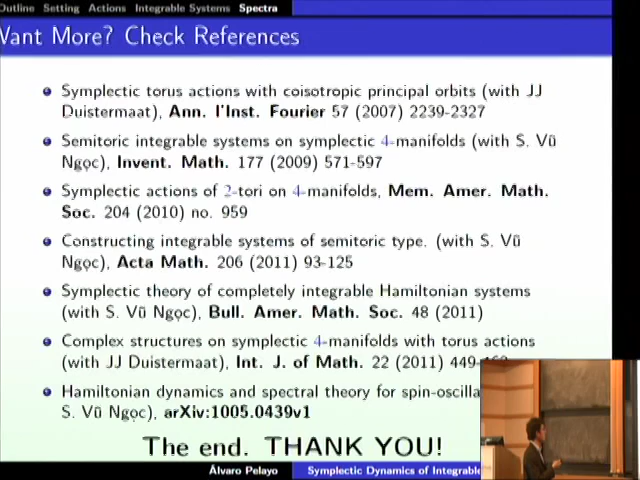 Outline Setting Actions Integrable Systems Spectra
Want More? Check References
Symplectic torus actions with coisotropic principal orbits (with JJ
Duistermaat), Ann. l'Inst. Fourier 57 (2007) 2239-2327
Semitoric integrable systems on symplectic 4-manifolds (with S. Vũ
Ngọc), Invent. Math. 177 (2009) 571-597
Symplectic actions of 2-tori on 4-manifolds, Mem. Amer. Math.
Soc. 204 (2010) no. 959
Constructing integrable systems of semitoric type. (with S. Vũ
Ngọc), Acta Math. 206 (2011) 93-125
Symplectic theory of completely integrable Hamiltonian systems
(with S. Vũ Ngọc), Bull. Amer. Math. Soc. 48 (2011)
Complex structures on symplectic 4-manifolds with torus actions
(with JJ Duistermaat), Int. J. of Math. 22 (2011)
Hamiltonian dynamics and spectral theory for
S. Vũ Ngọc), arXiv:1005.0439v1
The end. THANK YOU!
Álvaro Pelayo Symplectic Dynamics of Integrable